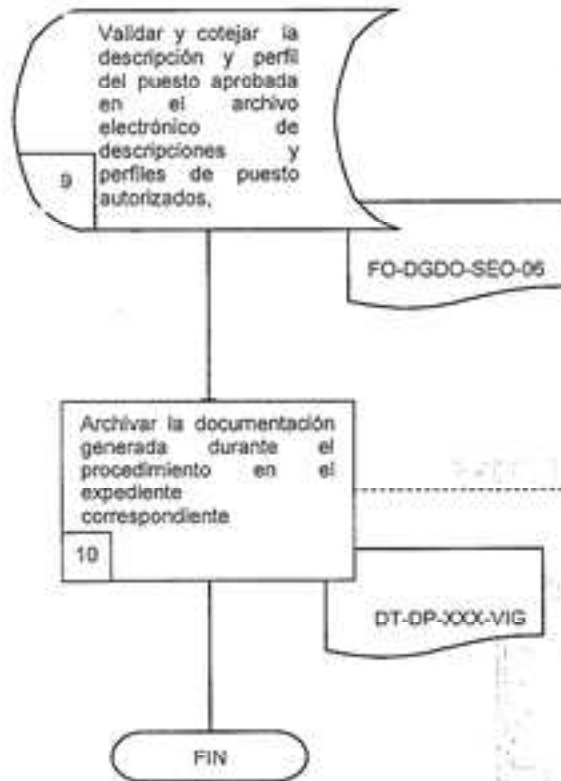 Validar y cotejar la
descripción y perfil
del puesto aprobada
en el archivo
electrónico de
descripciones y
perfiles de puesto
autorizados,
9
FO-DGDO-SEO-06
Archivar la documentación
generada durante el
procedimiento en el
expediente
correspondiente
10
DT-DP-XXX-VIG
FIN